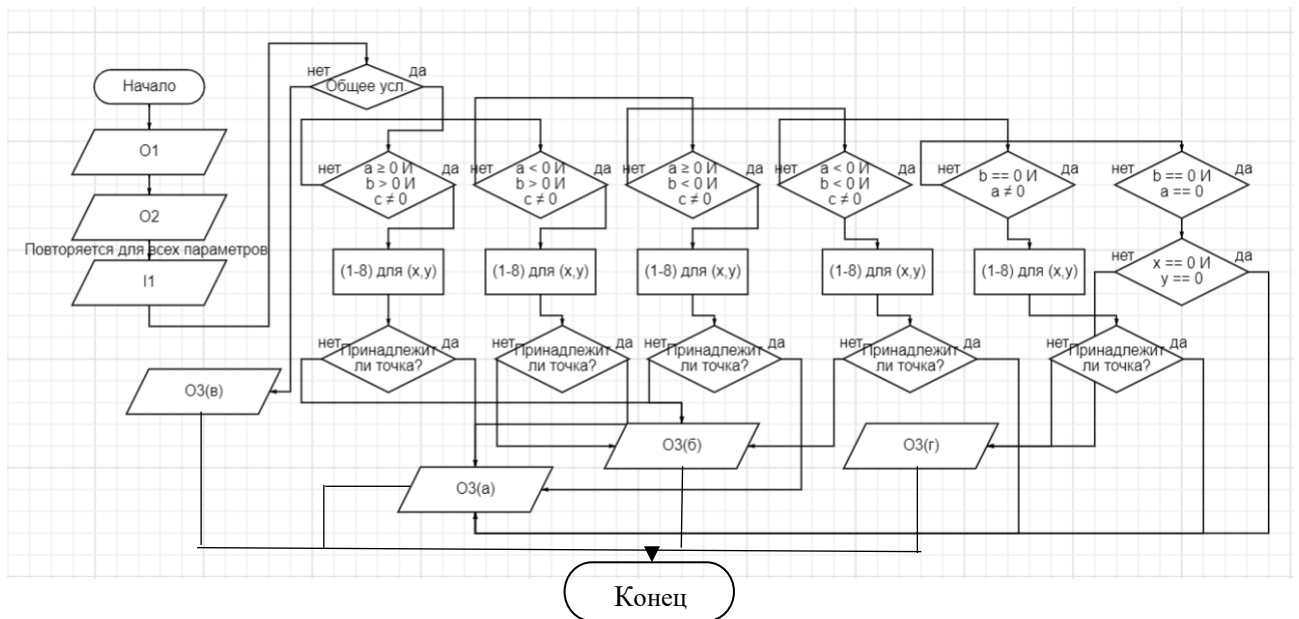 Начало
O1
O2
Повторяется для всех параметров
I1
нет
да
Общее усл.
нет
a ≥ 0 И
b > 0 И
c ≠ 0
да
нет
a < 0 И
b > 0 И
c ≠ 0
да
нет
a ≥ 0 И
b < 0 И
c ≠ 0
да
нет
a < 0 И
b < 0 И
c ≠ 0
да
нет
b == 0 И
a ≠ 0
да
нет
b == 0 И
a == 0
да
(1-8) для (x,y)
(1-8) для (x,y)
(1-8) для (x,y)
(1-8) для (x,y)
(1-8) для (x,y)
нет
x == 0 И
y == 0
да
нет
Принадлежит
ли точка?
да
нет
Принадлежит
ли точка?
да
нет
Принадлежит
ли точка?
да
нет
Принадлежит
ли точка?
да
нет
Принадлежит
ли точка?
да
O3(в)
O3(б)
O3(г)
O3(а)
Конец